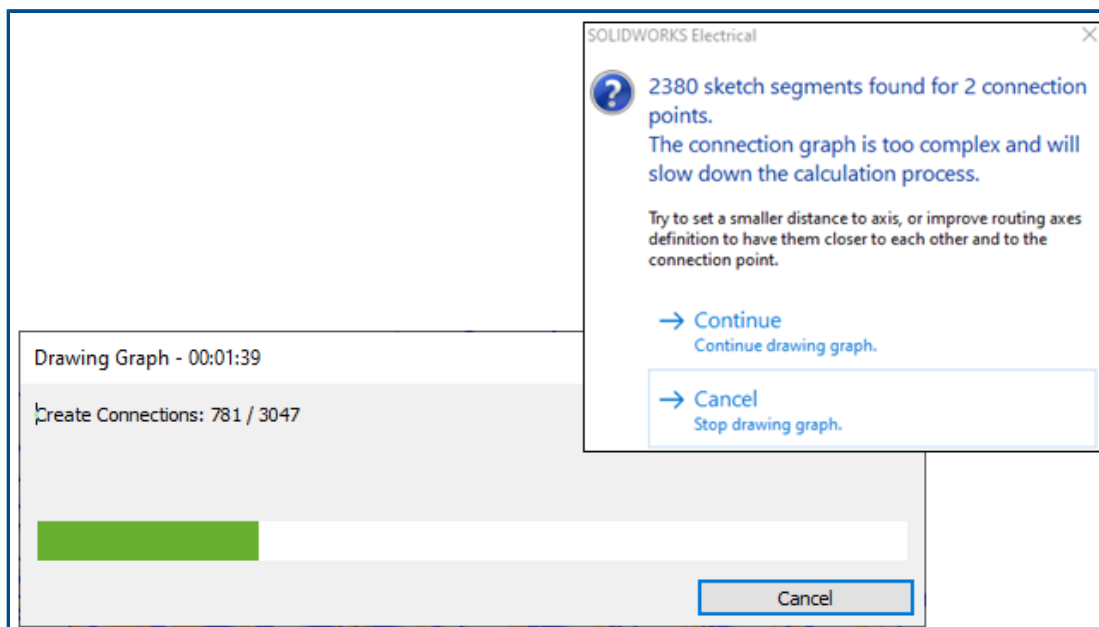 SOLIDWORKS Electrical
2380 sketch segments found for 2 connection
points.
The connection graph is too complex and will
slow down the calculation process.
Try to set a smaller distance to axis, or improve routing axes
definition to have them closer to each other and to the
connection point.
→ Continue
Continue drawing graph.
→ Cancel
Stop drawing graph.
Drawing Graph - 00:01:39
Create Connections: 781 / 3047
Cancel